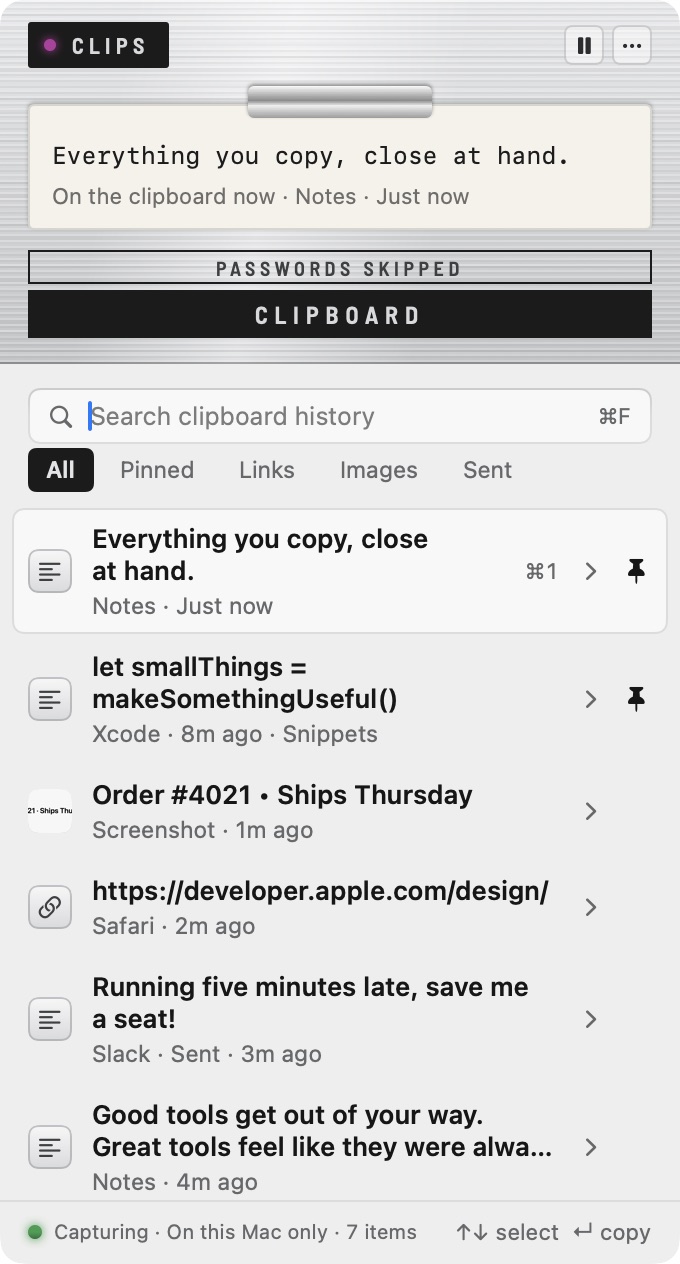 CLIPS
Everything you copy, close at hand.
On the clipboard now · Notes · Just now
PASSWORDS SKIPPED
CLIPBOARD
Search clipboard history ⌘F
All Pinned Links Images Sent
Everything you copy, close
at hand.
⌘1
Notes · Just now
let smallThings =
makeSomethingUseful()
Xcode · 8m ago · Snippets
21 · Ships Thu
Order #4021 • Ships Thursday
Screenshot · 1m ago
https://developer.apple.com/design/
Safari · 2m ago
Running five minutes late, save me
a seat!
Slack · Sent · 3m ago
Good tools get out of your way.
Great tools feel like they were alwa...
Notes · 4m ago
Capturing · On this Mac only · 7 items ↑↓ select ↵ copy